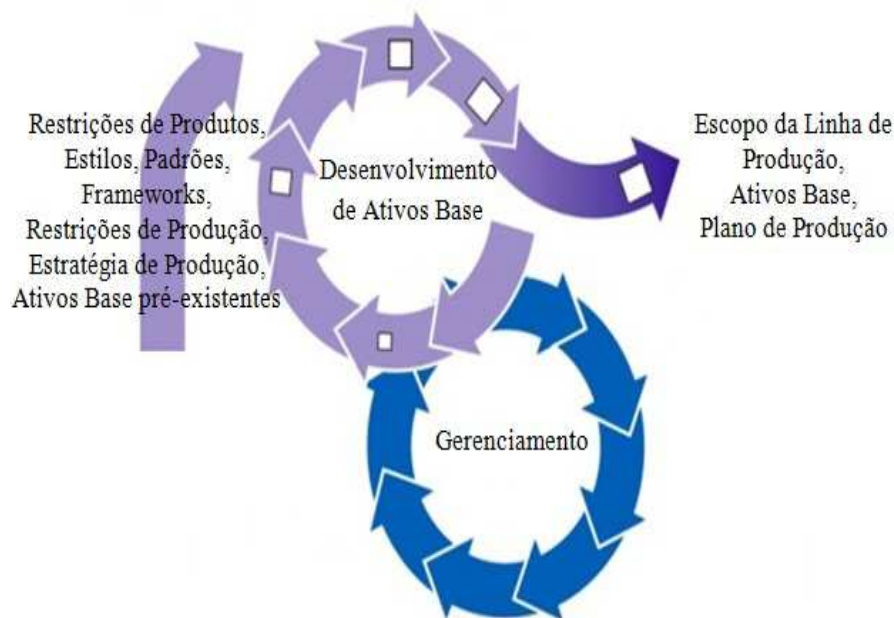 Restrições de Produtos,
Estilos, Padrões,
Frameworks,
Restrições de Produção,
Estratégia de Produção,
Ativos Base pré-existentes
Desenvolvimento
de Ativos Base
Escopo da Linha de
Produção,
Ativos Base,
Plano de Produção
Gerenciamento